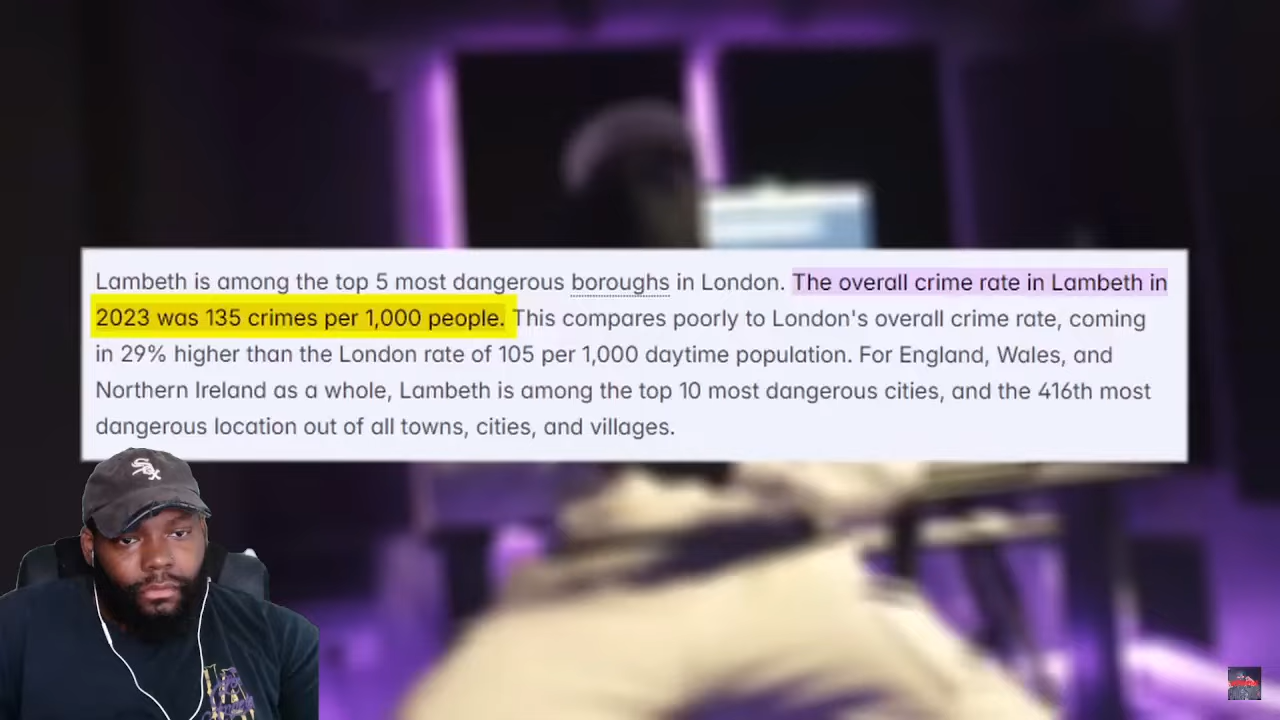 Lambeth is among the top 5 most dangerous boroughs in London. The overall crime rate in Lambeth in
2023 was 135 crimes per 1,000 people. This compares poorly to London's overall crime rate, coming
in 29% higher than the London rate of 105 per 1,000 daytime population. For England, Wales, and
Northern Ireland as a whole, Lambeth is among the top 10 most dangerous cities, and the 416th most
dangerous location out of all towns, cities, and villages.
Sox